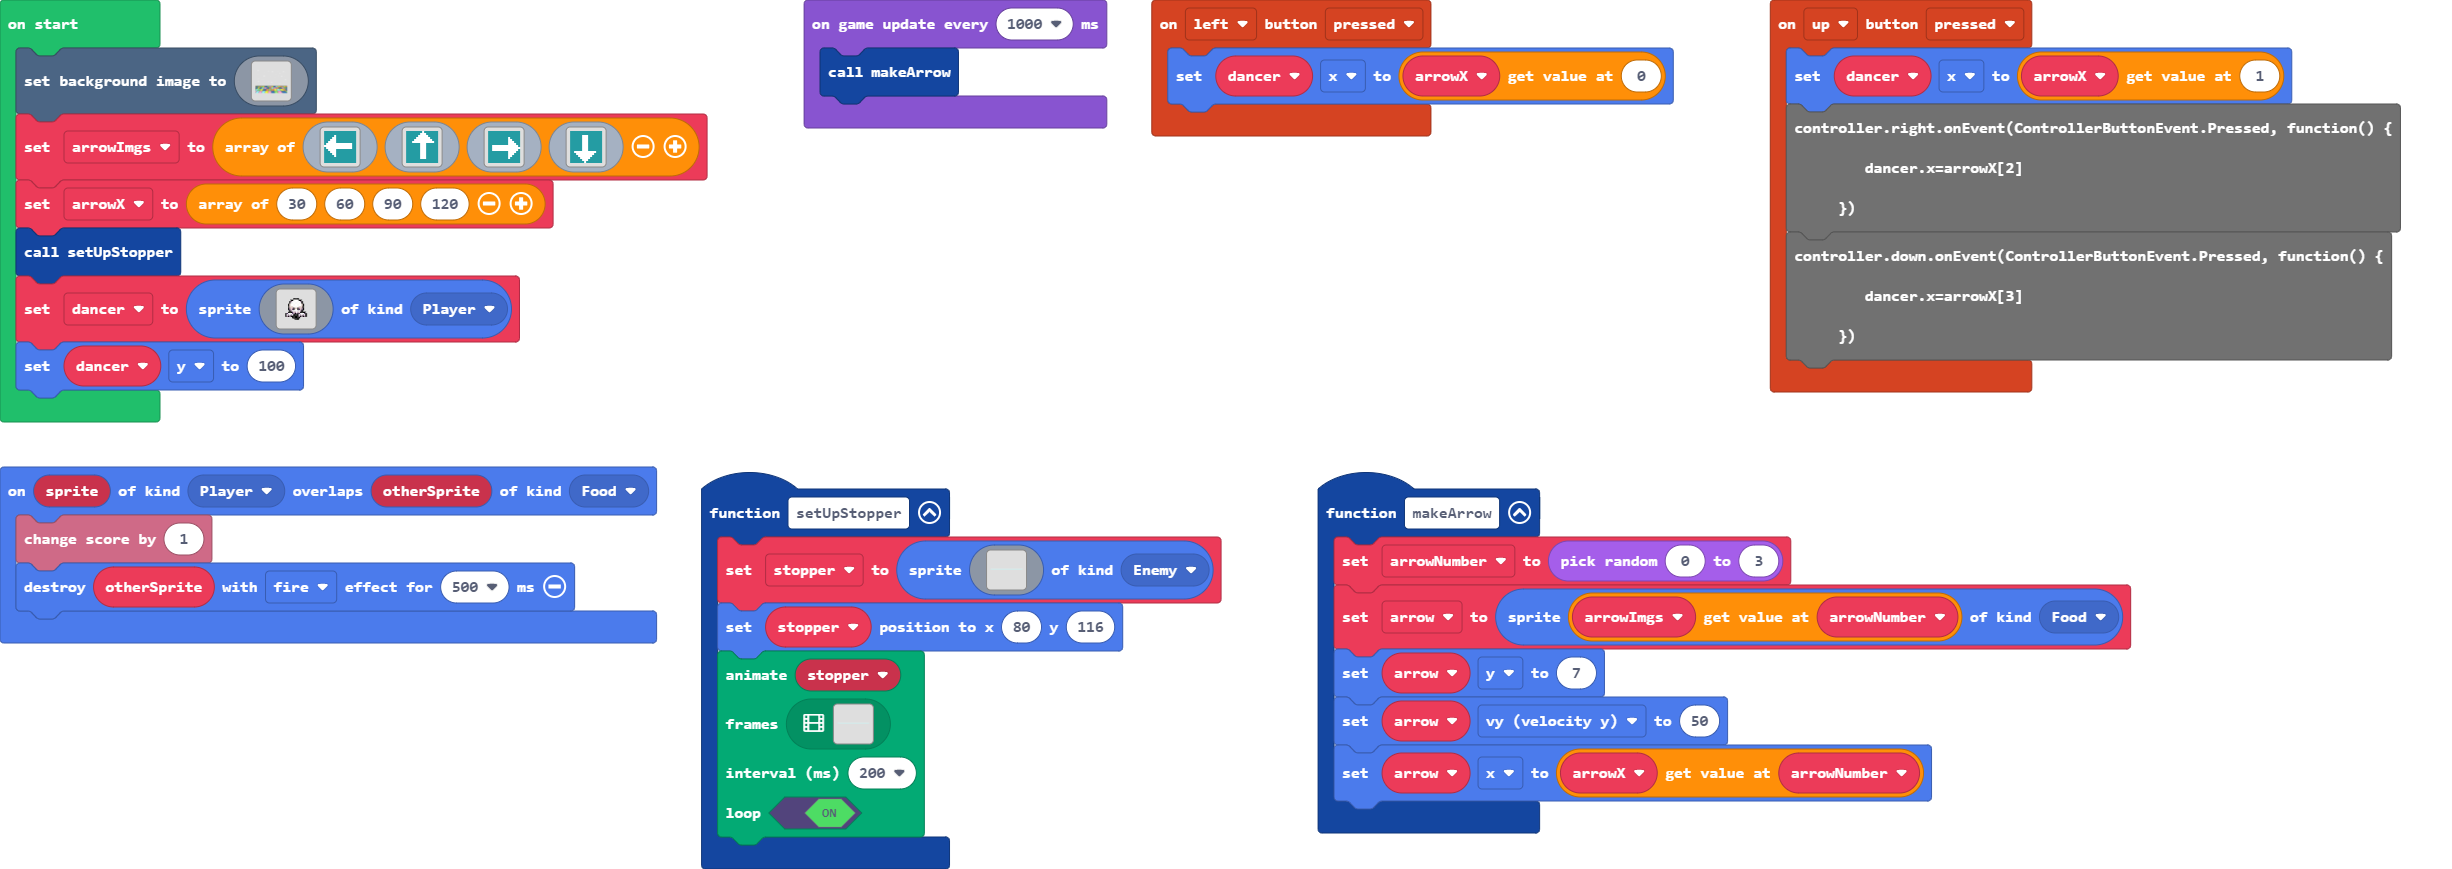 on start
set background image to
set arrowImgs to array of
set arrowX to array of 30 60 90 120
call setUpStopper
set dancer to sprite of kind Player
set dancer y to 100
on game update every 1000 ms
call makeArrow
on left button pressed
set dancer x to arrowX get value at 0
on up button pressed
set dancer x to arrowX get value at 1
controller.right.onEvent(ControllerButtonEvent.Pressed, function() {
dancer.x=arrowX[2]
})
controller.down.onEvent(ControllerButtonEvent.Pressed, function() {
dancer.x=arrowX[3]
})
on sprite of kind Player overlaps otherSprite of kind Food
change score by 1
destroy otherSprite with fire effect for 500 ms
function setUpStopper
set stopper to sprite of kind Enemy
set stopper position to x 80 y 116
animate stopper
frames
interval (ms) 200
loop ON
function makeArrow
set arrowNumber to pick random 0 to 3
set arrow to sprite arrowImgs get value at arrowNumber of kind Food
set arrow y to 7
set arrow vy (velocity y) to 50
set arrow x to arrowX get value at arrowNumber